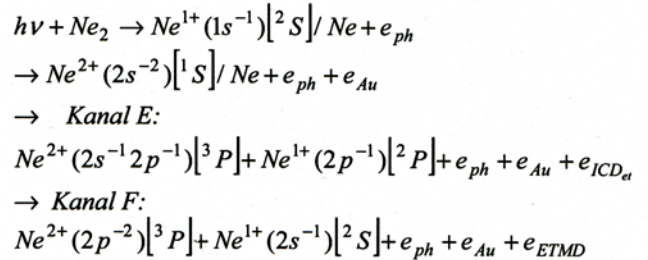 hν + Ne₂ → Ne¹⁺(1s⁻¹)⌊²S⌋/ Ne + e_ph
→ Ne²⁺(2s⁻²)⌊¹S⌋/ Ne + e_ph + e_Au
→ Kanal E:
Ne²⁺(2s⁻¹2p⁻¹)⌊³P⌋+ Ne¹⁺(2p⁻¹)⌊²P⌋+ e_ph + e_Au + e_ICD_et
→ Kanal F:
Ne²⁺(2p⁻²)⌊³P⌋+ Ne¹⁺(2s⁻¹)⌊²S⌋+ e_ph + e_Au + e_ETMD